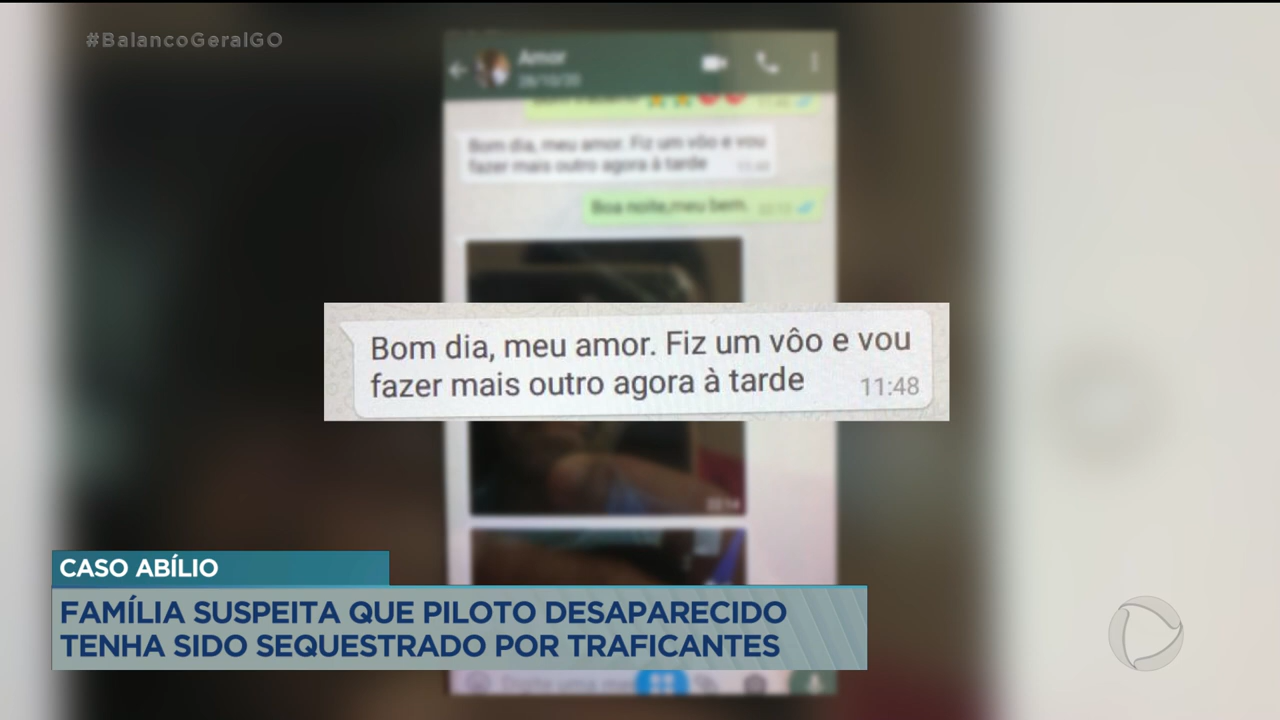 #BalancoGeralGO
Amor
Bom dia, meu amor. Fiz um vôo e vou
fazer mais outro agora à tarde
Boa noite,meu bem.
Bom dia, meu amor. Fiz um vôo e vou
fazer mais outro agora à tarde
11:48
CASO ABÍLIO
FAMÍLIA SUSPEITA QUE PILOTO DESAPARECIDO
TENHA SIDO SEQUESTRADO POR TRAFICANTES